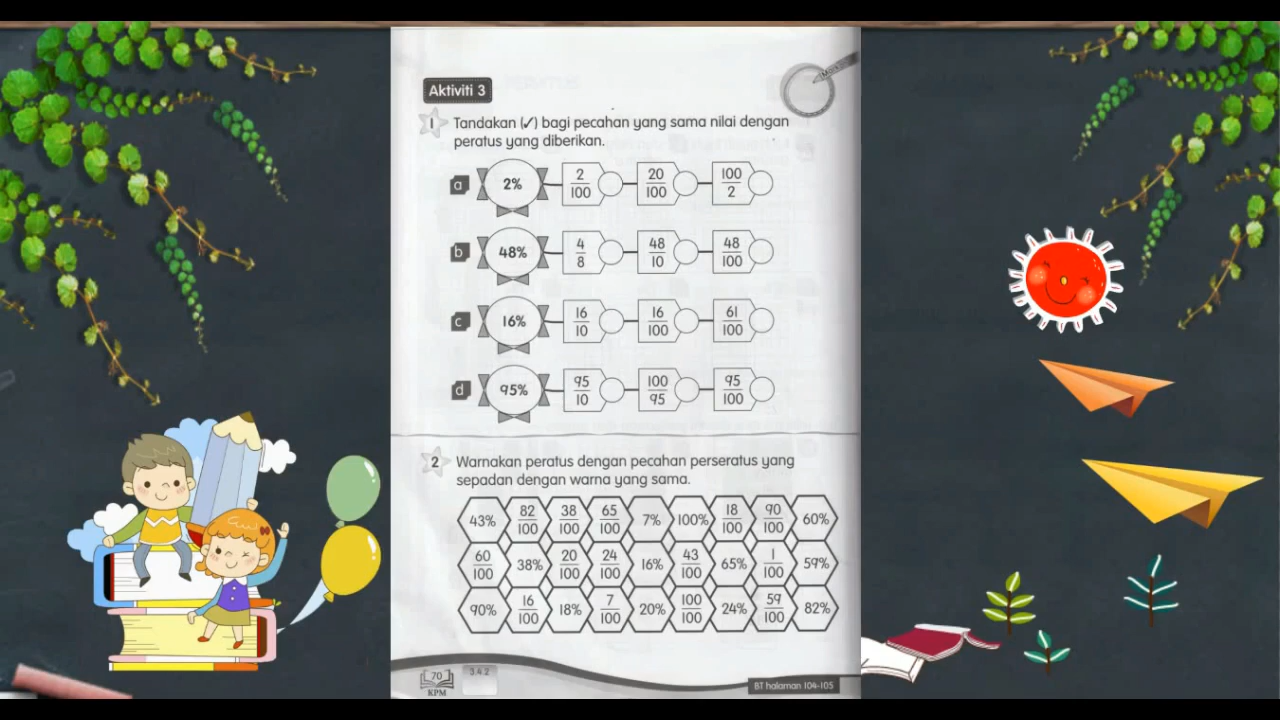 Aktiviti 3
1 Tandakan (✓) bagi pecahan yang sama nilai dengan
peratus yang diberikan.
a 2% 2/100 20/100 100/2
b 48% 4/8 48/10 48/100
c 16% 16/10 16/100 61/100
d 95% 95/10 100/95 95/100
2 Warnakan peratus dengan pecahan perseratus yang
sepadan dengan warna yang sama.
43% 82/100 38/100 65/100 7% 100% 18/100 90/100 60%
60/100 38% 20/100 24/100 16% 43/100 65% 1/100 59%
90% 16/100 18% 7/100 20% 100/100 24% 59/100 82%
70
KPM
3.4.2
BT halaman 104-105